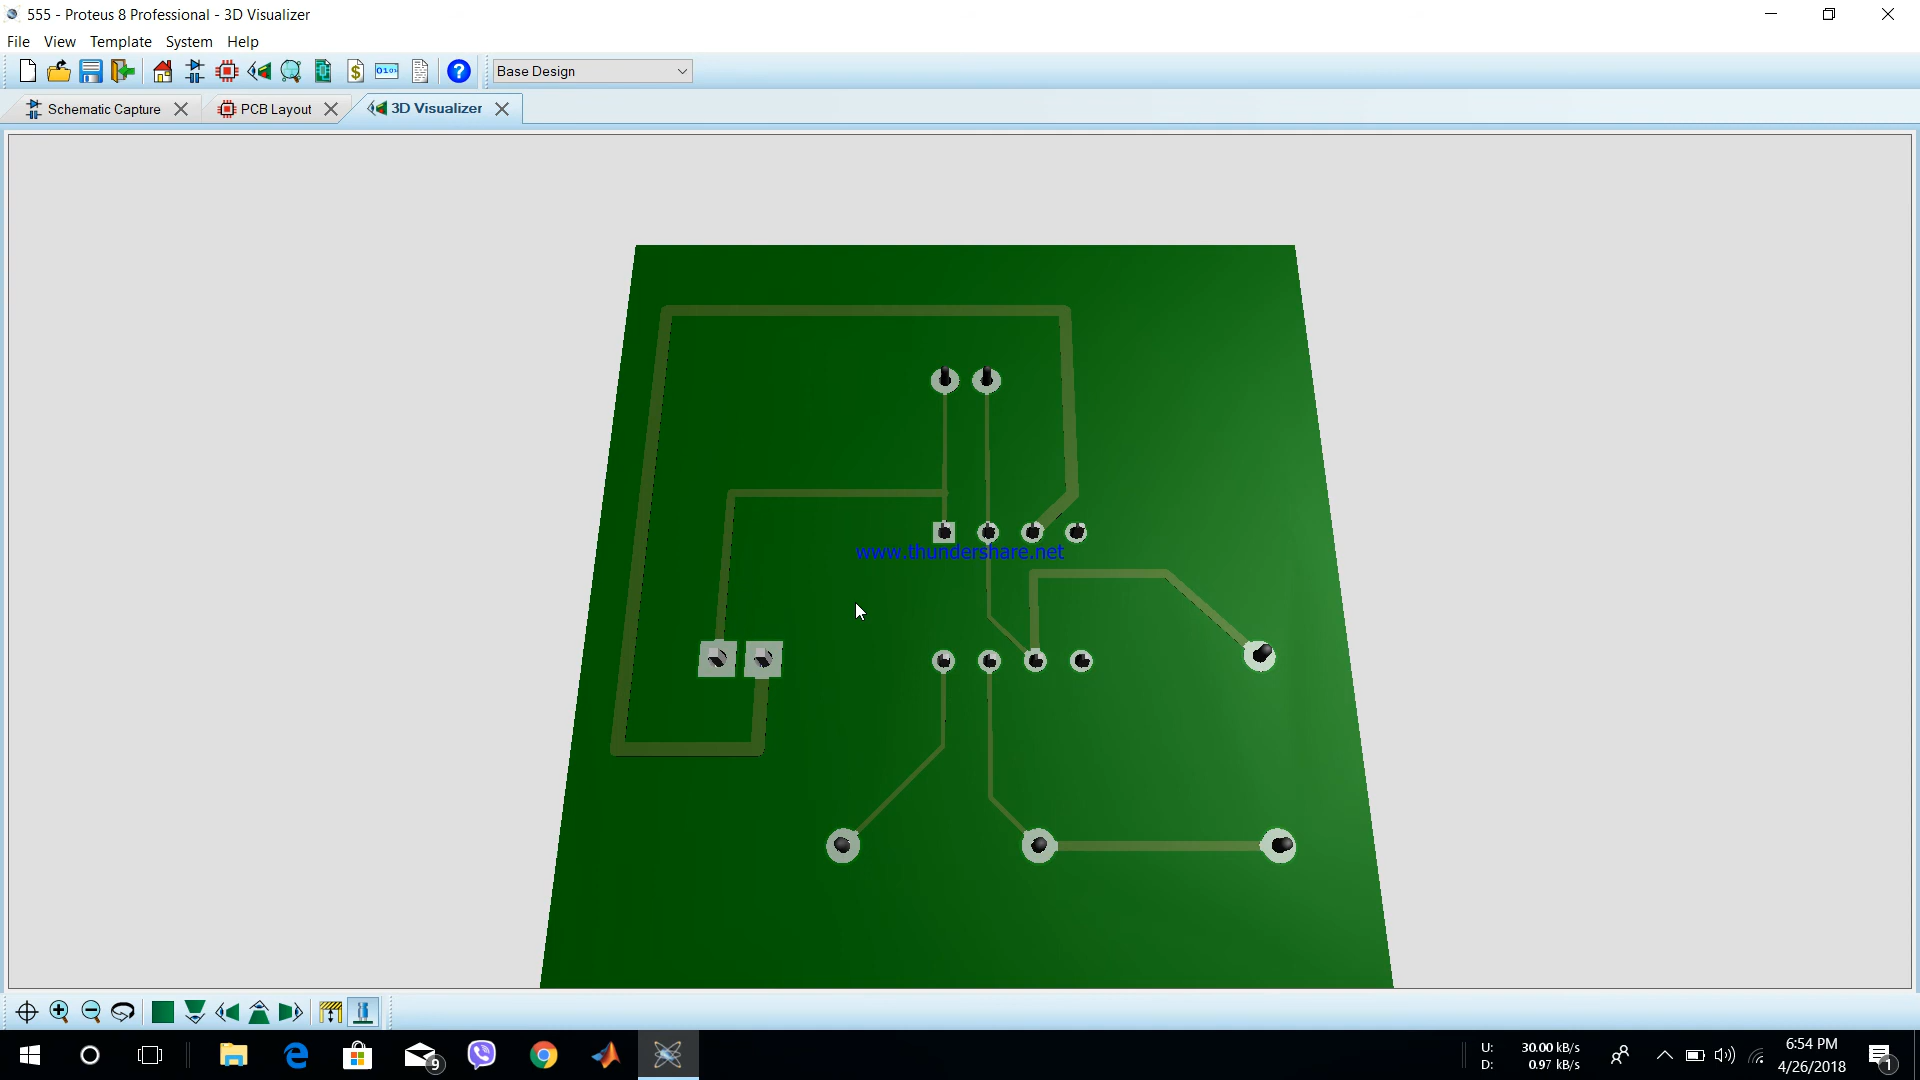 555 - Proteus 8 Professional - 3D Visualizer
File View Template System Help
Base Design
Schematic Capture PCB Layout 3D Visualizer
www.thundershare.net
U: 30.00 kB/s
D: 0.97 kB/s
6:54 PM
4/26/2018
9
1